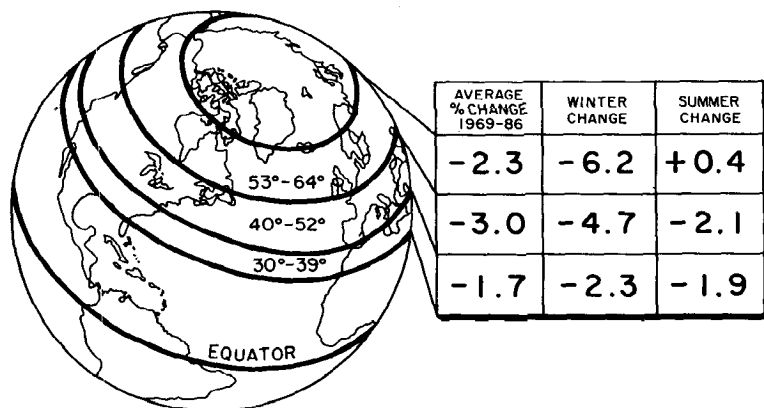 AVERAGE
% CHANGE
1969-86
WINTER
CHANGE
SUMMER
CHANGE
53°-64°
-2.3 -6.2 +0.4
40°-52°
-3.0 -4.7 -2.1
30°-39°
-1.7 -2.3 -1.9
EQUATOR